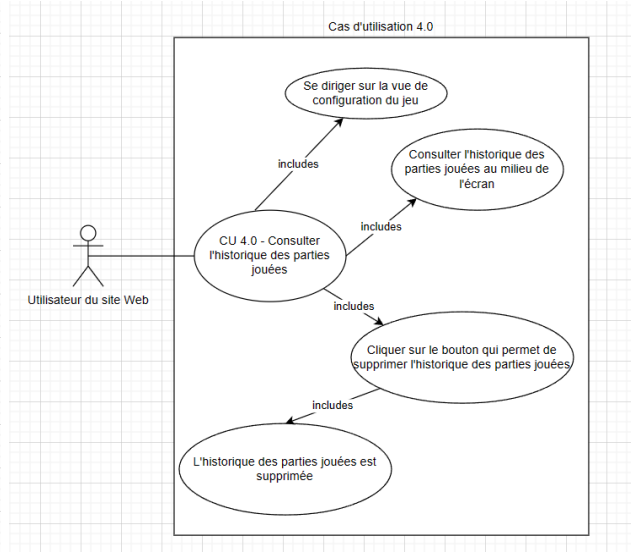 Cas d'utilisation 4.0
Se diriger sur la vue de
configuration du jeu
includes
Consulter l'historique des
parties jouées au milieu de
l'écran
includes
CU 4.0 - Consulter
l'historique des parties
jouées
Utilisateur du site Web
includes
Cliquer sur le bouton qui permet de
supprimer l'historique des parties jouées
includes
L'historique des parties jouées est
supprimée